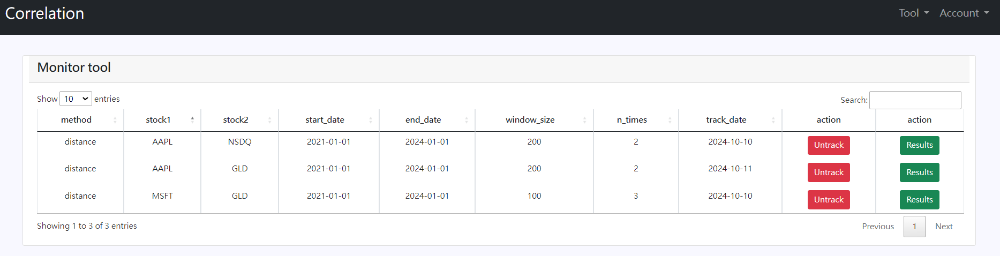 Correlation Tool Account
Monitor tool
Show 10 entries Search:
method stock1 stock2 start_date end_date window_size n_times track_date action action
distance AAPL NSDQ 2021-01-01 2024-01-01 200 2 2024-10-10 Untrack Results
distance AAPL GLD 2021-01-01 2024-01-01 200 2 2024-10-11 Untrack Results
distance MSFT GLD 2021-01-01 2024-01-01 100 3 2024-10-10 Untrack Results
Showing 1 to 3 of 3 entries Previous 1 Next